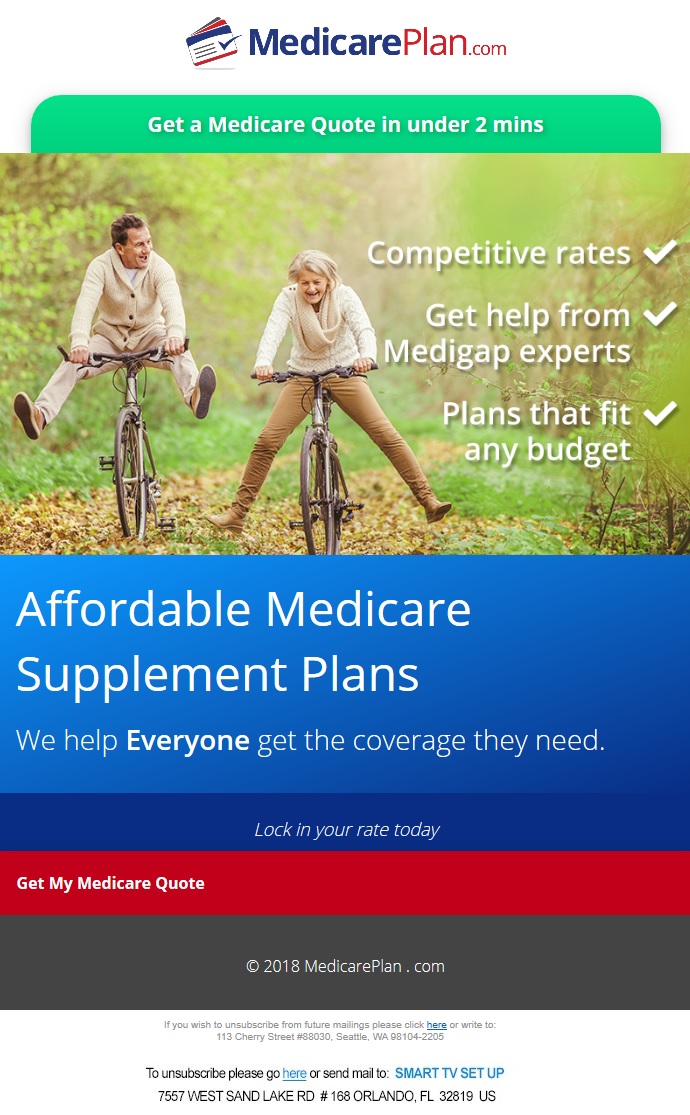 MedicarePlan.com
Get a Medicare Quote in under 2 mins
Competitive rates
Get help from
Medigap experts
Plans that fit
any budget
Affordable Medicare
Supplement Plans
We help Everyone get the coverage they need.
Lock in your rate today
Get My Medicare Quote
© 2018 MedicarePlan . com
If you wish to unsubscribe from future mailings please click here or write to:
113 Cherry Street #88030, Seattle, WA 98104-2205
To unsubscribe please go here or send mail to: SMART TV SET UP
7557 WEST SAND LAKE RD # 168 ORLANDO, FL 32819 US